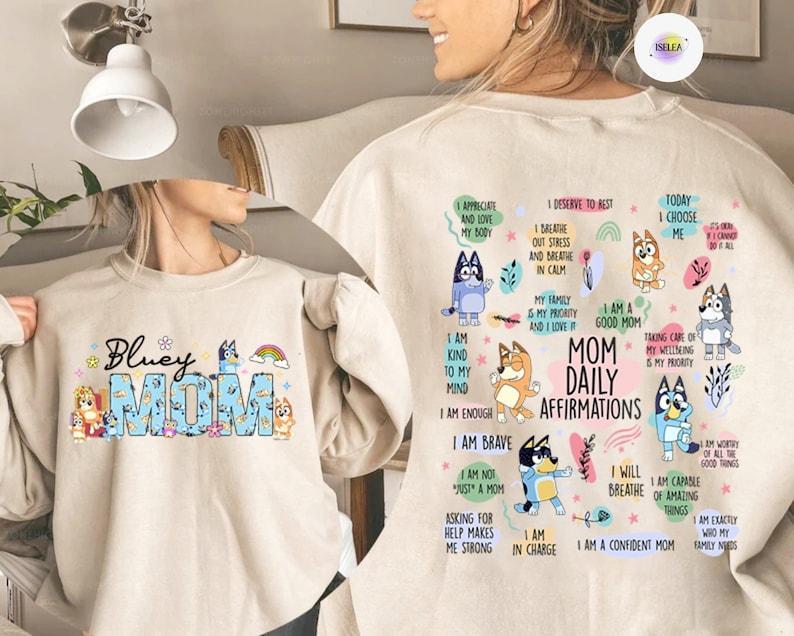 ISELEA
Bluey
MOM
I APPRECIATE
AND LOVE
MY BODY
I DESERVE TO REST
TODAY
I CHOOSE
ME
I BREATHE
OUT STRESS
AND BREATHE
IN CALM
IT'S OKAY
IF I CANNOT
DO IT ALL
MY FAMILY
IS MY PRIORITY
AND I LOVE IT
I AM A
GOOD MOM
I AM
KIND
TO MY
MIND
MOM
DAILY
AFFIRMATIONS
TAKING CARE OF
MY WELLBEING
IS MY PRIORITY
I AM ENOUGH
I AM BRAVE
I AM WORTHY
OF ALL THE
GOOD THINGS
I AM NOT
"JUST" A MOM
I WILL
BREATHE
I AM CAPABLE
OF AMAZING
THINGS
ASKING FOR
HELP MAKES
ME STRONG
I AM
IN CHARGE
I AM A CONFIDENT MOM
I AM EXACTLY
WHO MY
FAMILY NEEDS